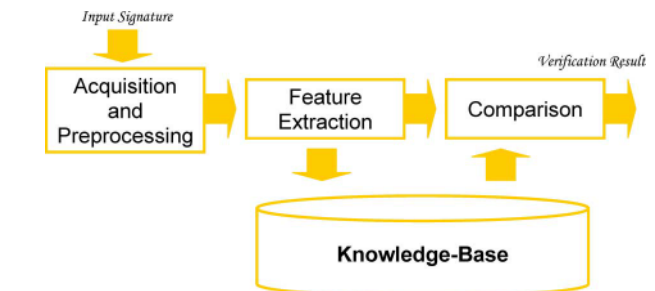 Input Signature
Verification Result
Acquisition
and
Preprocessing
Feature
Extraction
Comparison
Knowledge-Base